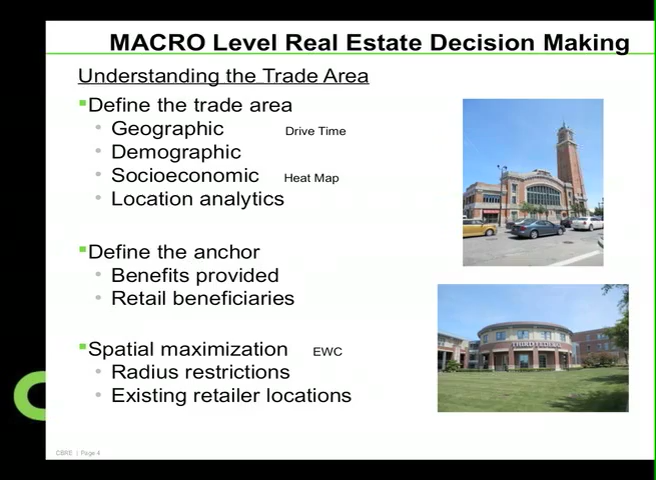 MACRO Level Real Estate Decision Making
Understanding the Trade Area
Define the trade area
Geographic Drive Time
Demographic
Socioeconomic Heat Map
Location analytics
Define the anchor
Benefits provided
Retail beneficiaries
Spatial maximization EWC
Radius restrictions
Existing retailer locations
CBRE | Page 4